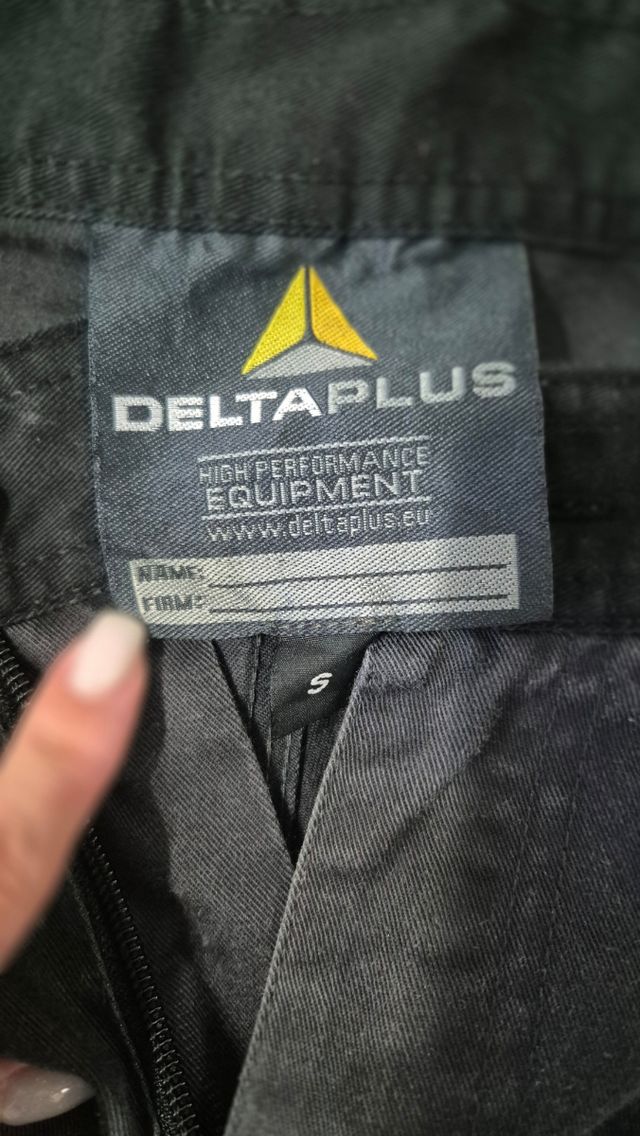 DELTAPLUS
HIGH PERFORMANCE
EQUIPMENT
www.deltaplus.eu
NAME:
FIRM:
S